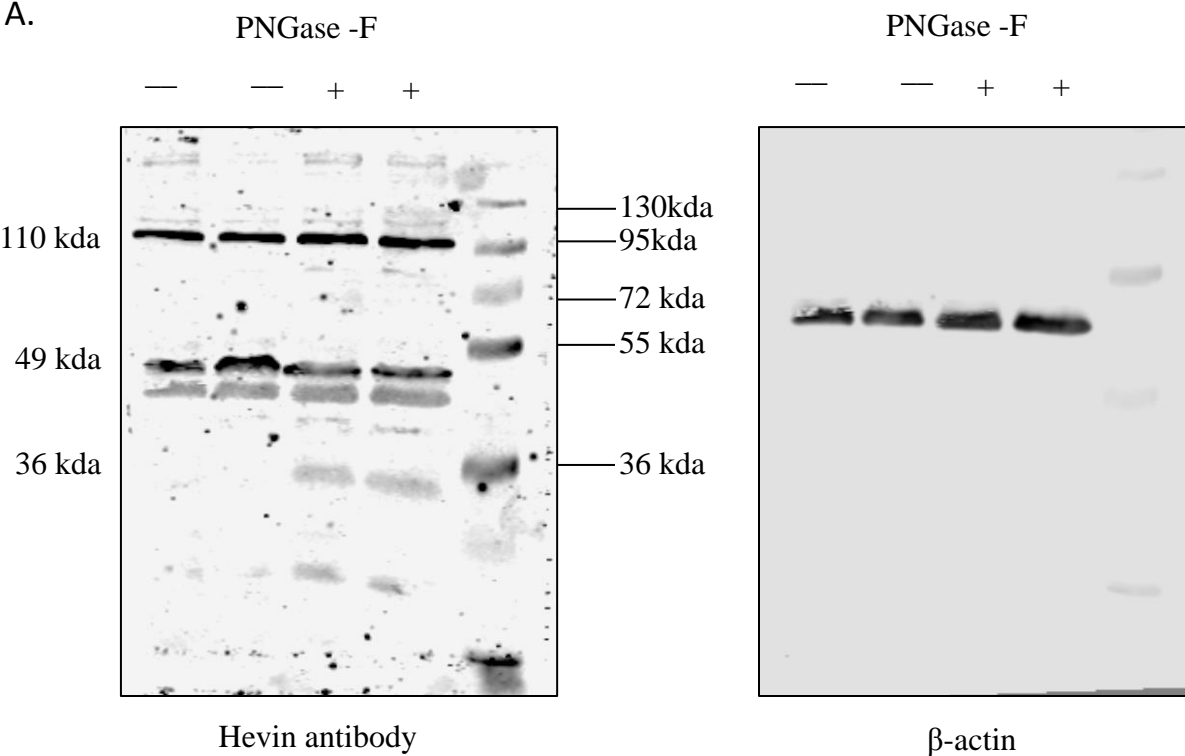 A.
PNGase -F
— — + +
110 kda
49 kda
36 kda
130kda
95kda
72 kda
55 kda
36 kda
Hevin antibody
PNGase -F
— — + +
β-actin